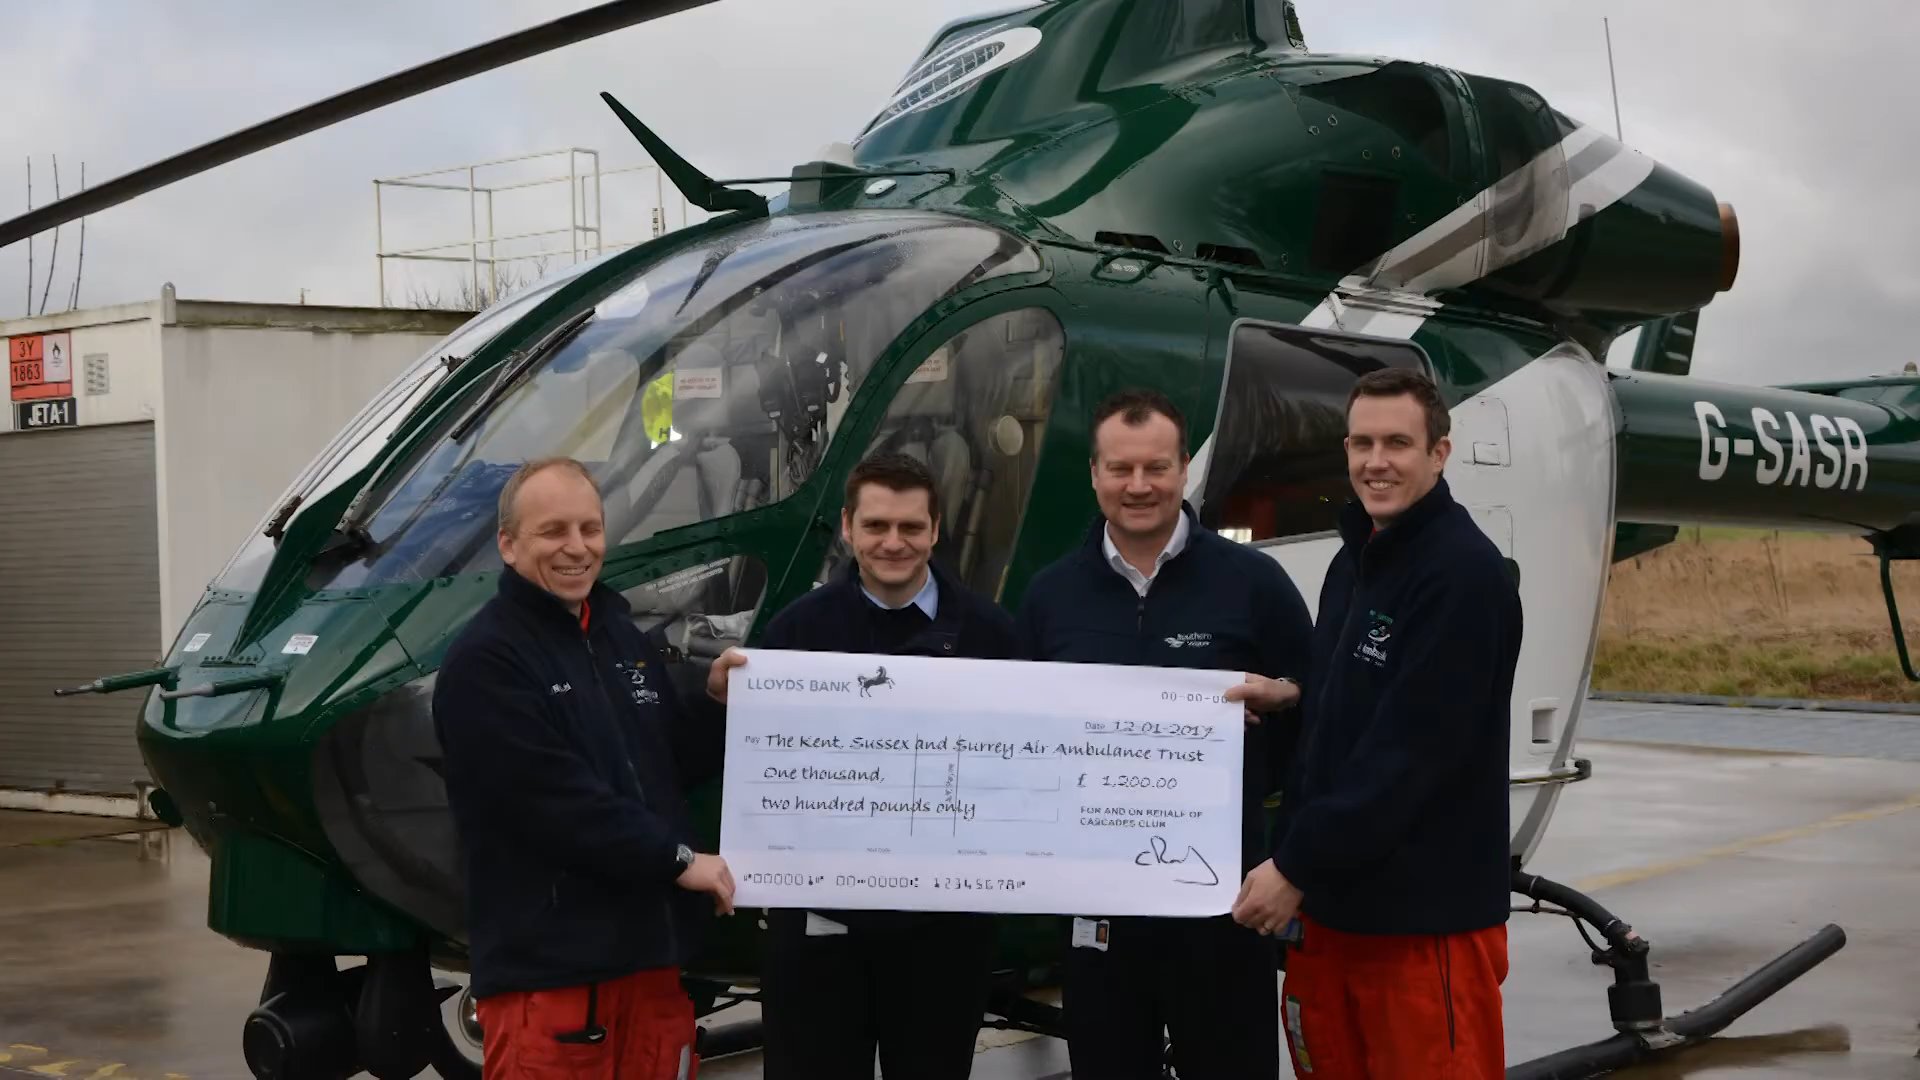 3Y
1863
JET A-1
G-SASR
Southern
LLOYDS BANK
00-00-00
Date 12-01-2017
Pay The Kent, Sussex and Surrey Air Ambulance Trust
One thousand,
£ 1,200.00
two hundred pounds only
FOR AND ON BEHALF OF
CASCADES CLUB
"000001" 00-0000: 12345678"